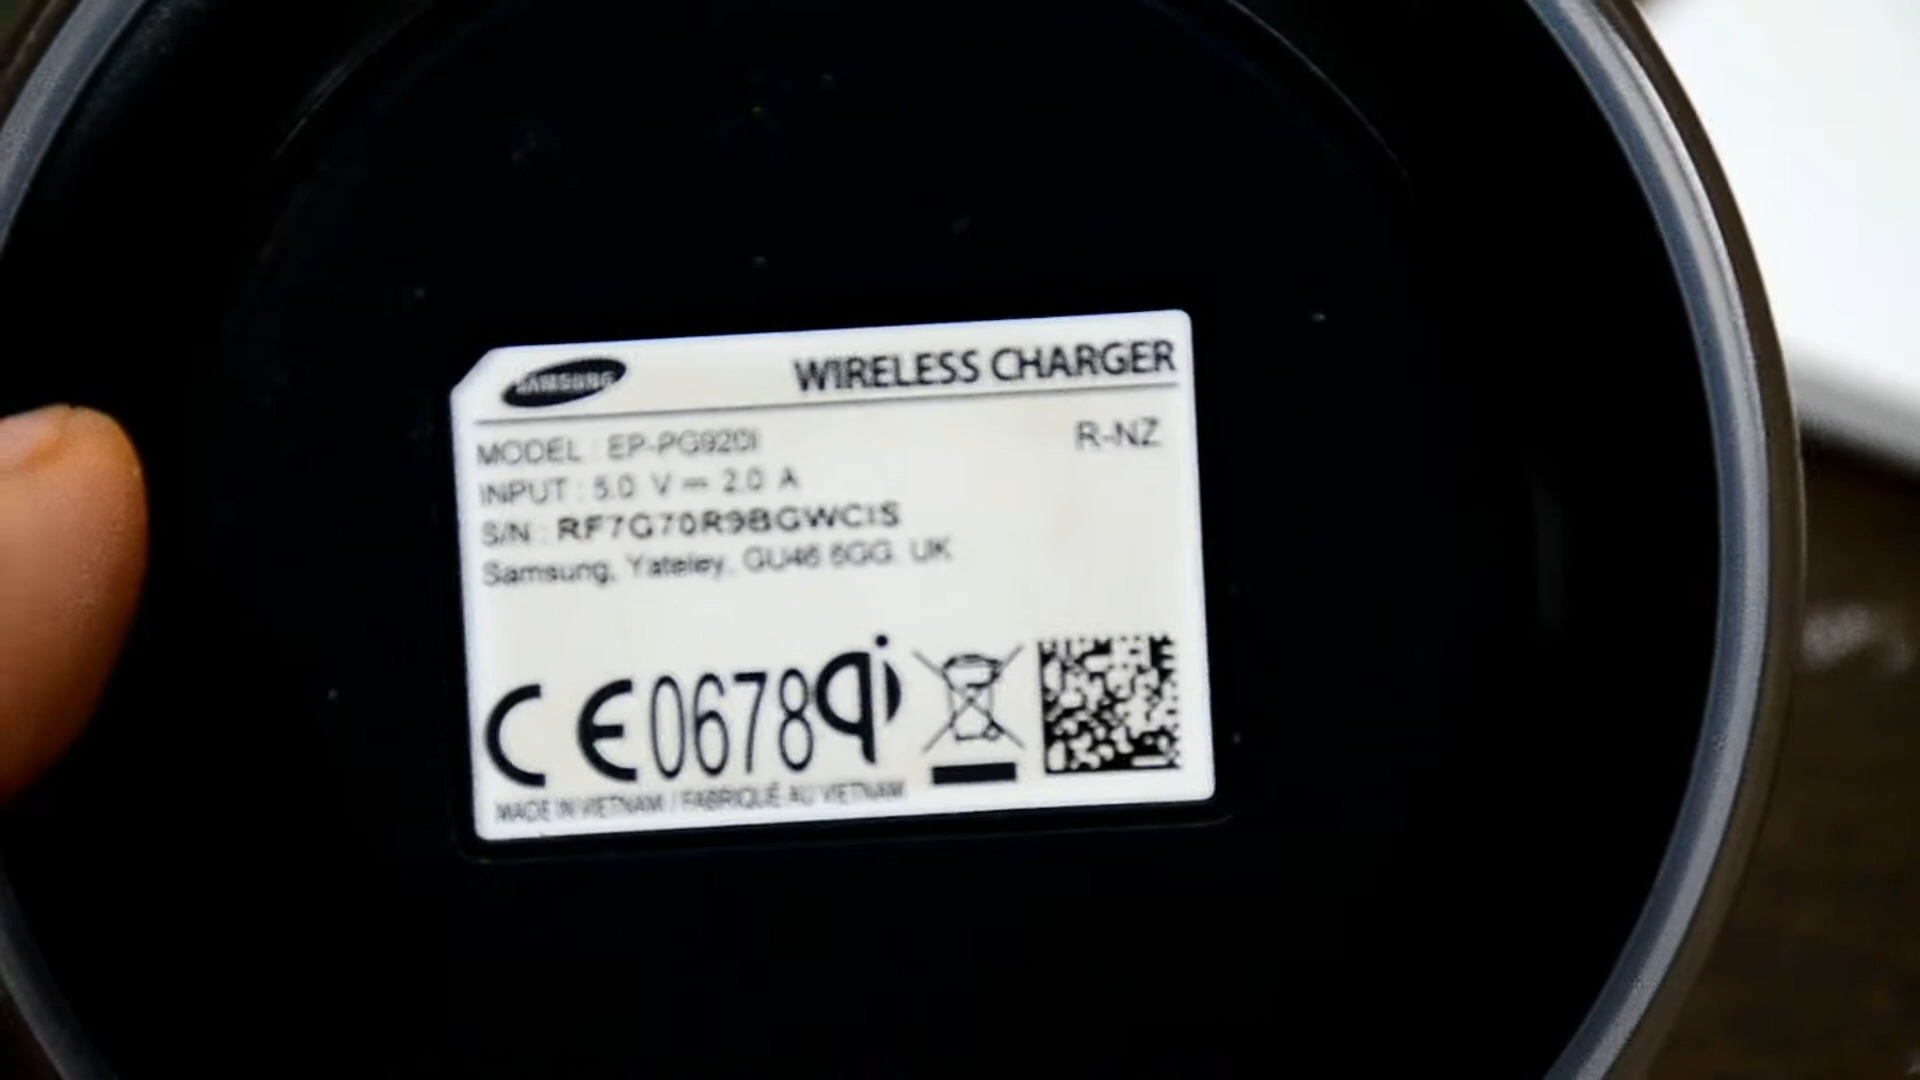 SAMSUNG WIRELESS CHARGER
MODEL : EP-PG920I R-NZ
INPUT : 5.0 V 2.0 A
S/N : RF7G70R9BGWCIS
Samsung, Yateley, GU46 6GG. UK
CE0678 qi
MADE IN VIETNAM / FABRIQUÉ AU VIETNAM